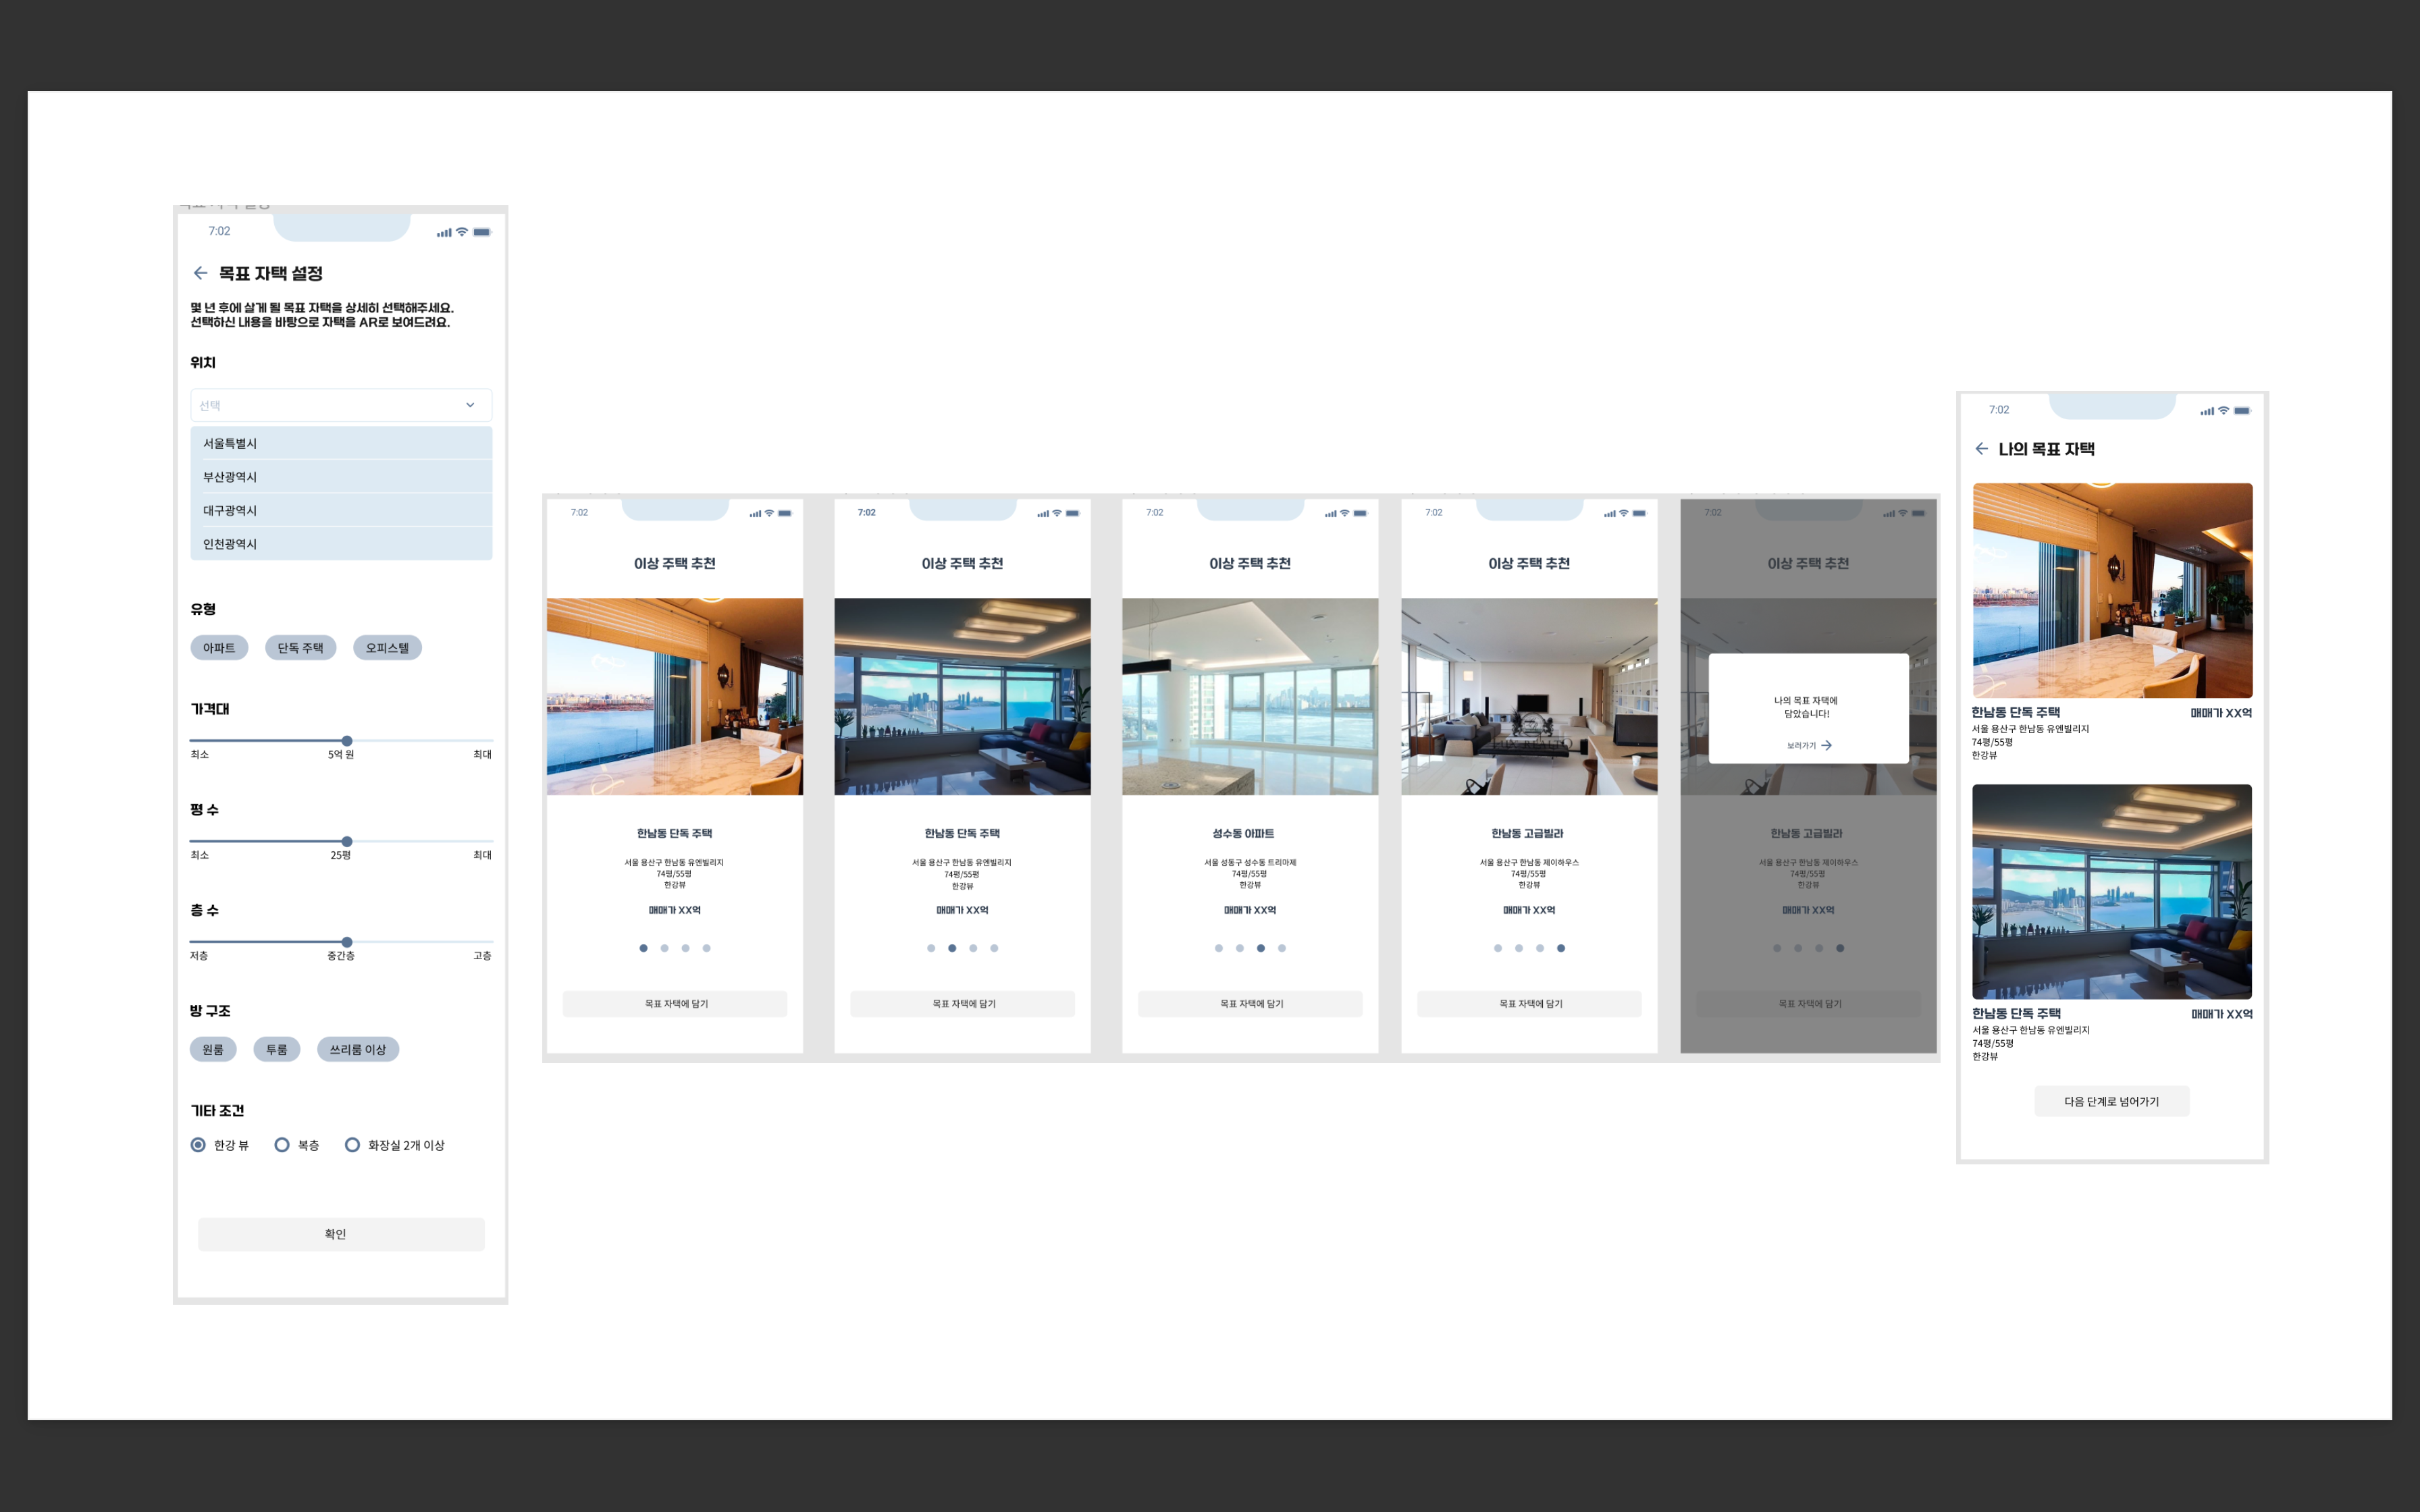 7:02
목표 자택 설정
몇 년 후에 살게 될 목표 자택을 상세히 선택해주세요.
선택하신 내용을 바탕으로 자택을 AR로 보여드려요.
위치
선택
서울특별시
부산광역시
대구광역시
인천광역시
유형
아파트 단독 주택 오피스텔
가격대
최소 5억 원 최대
평 수
최소 25평 최대
층 수
저층 중간층 고층
방 구조
원룸 투룸 쓰리룸 이상
기타 조건
한강 뷰 복층 화장실 2개 이상
확인
7:02
이상 주택 추천
한남동 단독 주택
서울 용산구 한남동 유엔빌리지
74평/55평
한강뷰
매매가 XX억
목표 자택에 담기
7:02
이상 주택 추천
한남동 단독 주택
서울 용산구 한남동 유엔빌리지
74평/55평
한강뷰
매매가 XX억
목표 자택에 담기
7:02
이상 주택 추천
성수동 아파트
서울 성동구 성수동 트리마제
74평/55평
한강뷰
매매가 XX억
목표 자택에 담기
7:02
이상 주택 추천
한남동 고급빌라
서울 용산구 한남동 제이하우스
74평/55평
한강뷰
매매가 XX억
목표 자택에 담기
7:02
이상 주택 추천
나의 목표 자택에
담았습니다!
보러가기
한남동 고급빌라
서울 용산구 한남동 제이하우스
74평/55평
한강뷰
매매가 XX억
목표 자택에 담기
7:02
나의 목표 자택
한남동 단독 주택 매매가 XX억
서울 용산구 한남동 유엔빌리지
74평/55평
한강뷰
한남동 단독 주택 매매가 XX억
서울 용산구 한남동 유엔빌리지
74평/55평
한강뷰
다음 단계로 넘어가기